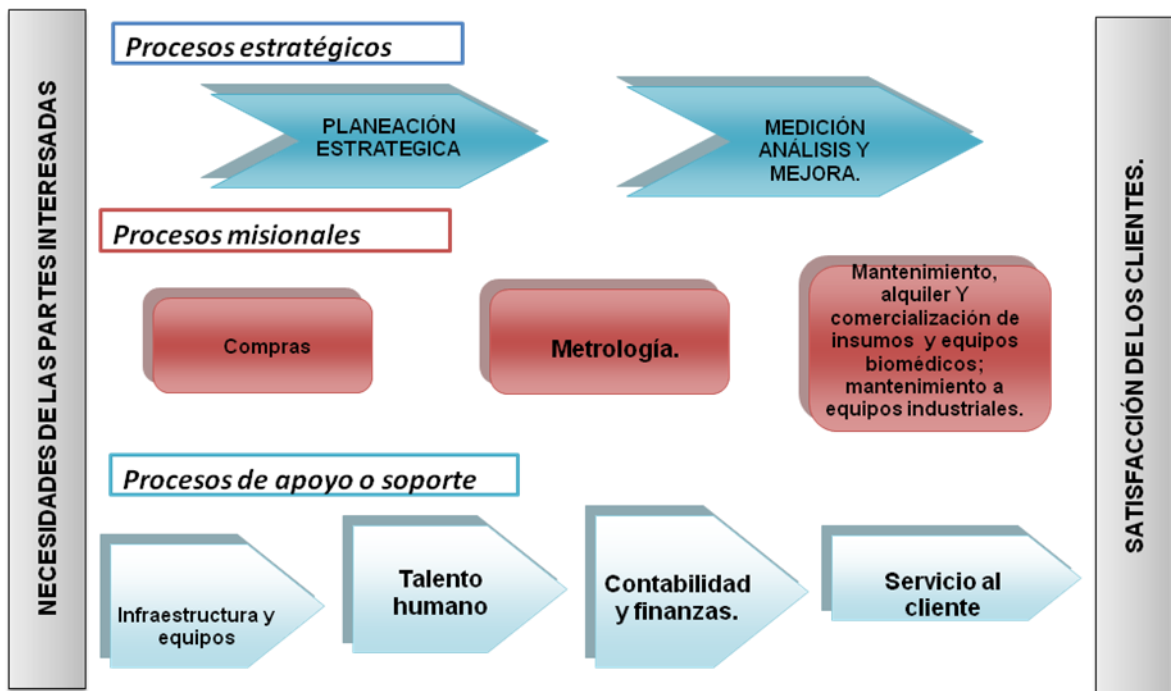 NECESIDADES DE LAS PARTES INTERESADAS
Procesos estratégicos
PLANEACIÓN
ESTRATEGICA
MEDICIÓN
ANÁLISIS Y
MEJORA.
Procesos misionales
Compras
Metrología.
Mantenimiento,
alquiler Y
comercialización de
insumos y equipos
biomédicos;
mantenimiento a
equipos industriales.
Procesos de apoyo o soporte
Infraestructura y
equipos
Talento
humano
Contabilidad
y finanzas.
Servicio al
cliente
SATISFACCIÓN DE LOS CLIENTES.